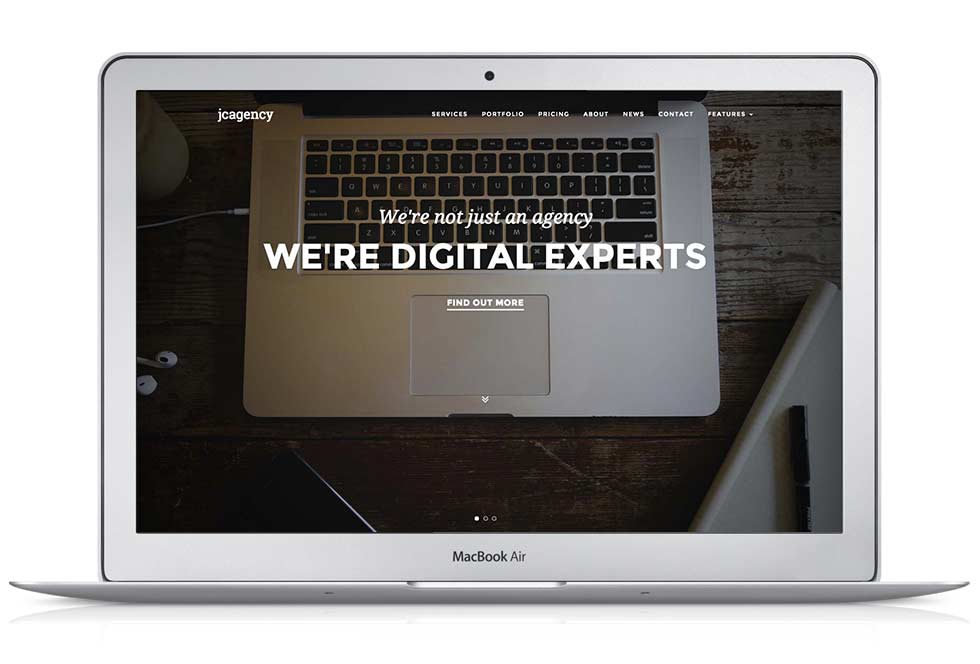 jcagency
SERVICES PORTFOLIO PRICING ABOUT NEWS CONTACT FEATURES
We're not just an agency
WE'RE DIGITAL EXPERTS
FIND OUT MORE
MacBook Air